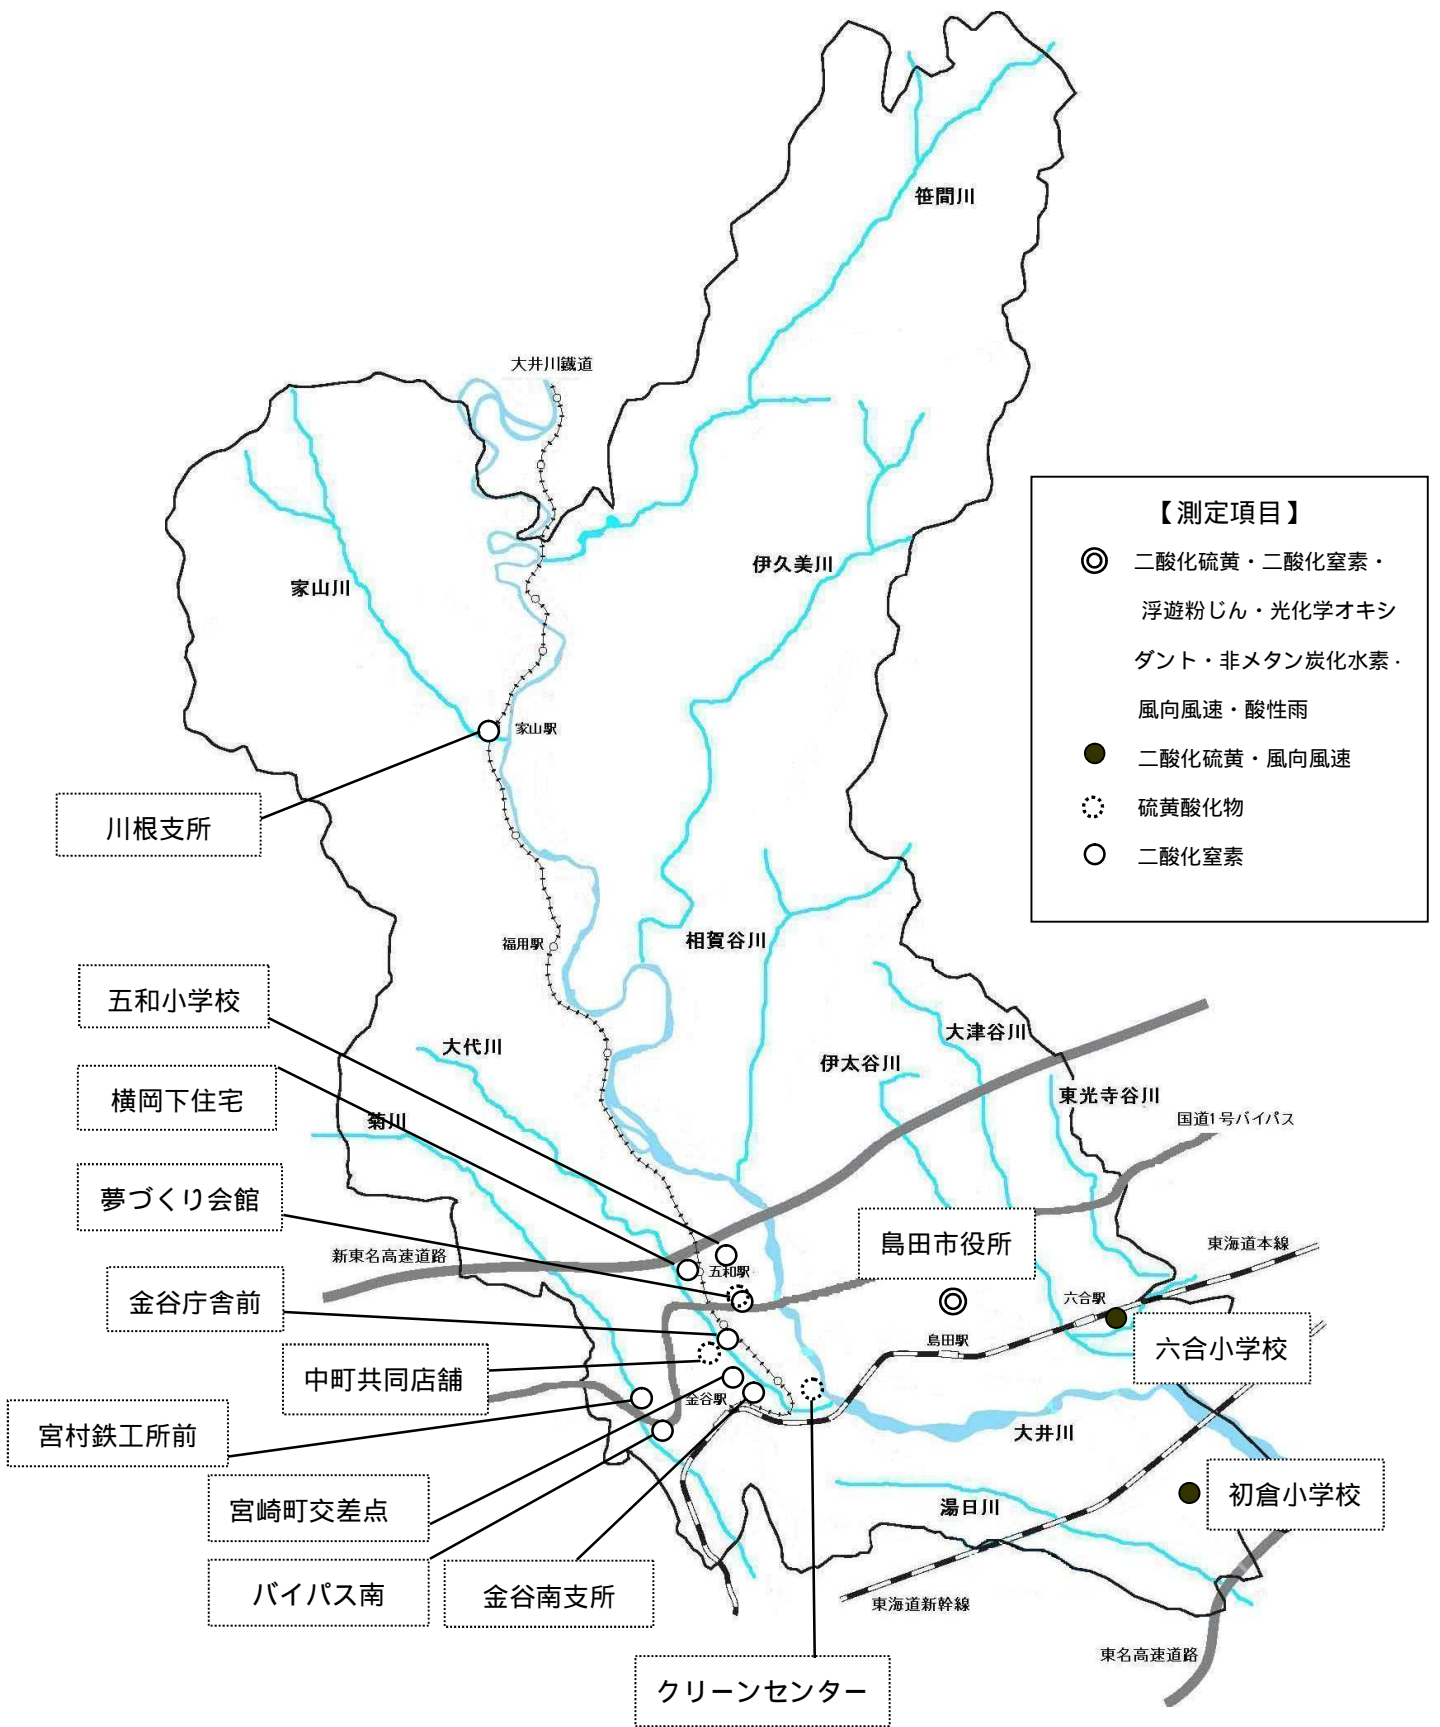 笹間川
大井川鐵道
【測定項目】
二酸化硫黄・二酸化窒素・
浮遊粉じん・光化学オキシ
ダント・非メタン炭化水素・
風向風速・酸性雨
二酸化硫黄・風向風速
硫黄酸化物
二酸化窒素
伊久美川
家山川
家山駅
川根支所
福用駅
相賀谷川
五和小学校
大津谷川
大代川
伊太谷川
東光寺谷川
横岡下住宅
菊川
国道1号バイパス
夢づくり会館
島田市役所
新東名高速道路
東海道本線
五和駅
金谷庁舎前
六合駅
島田駅
六合小学校
中町共同店舗
金谷駅
宮村鉄工所前
大井川
初倉小学校
宮崎町交差点
湯日川
バイパス南
金谷南支所
東海道新幹線
東名高速道路
クリーンセンター